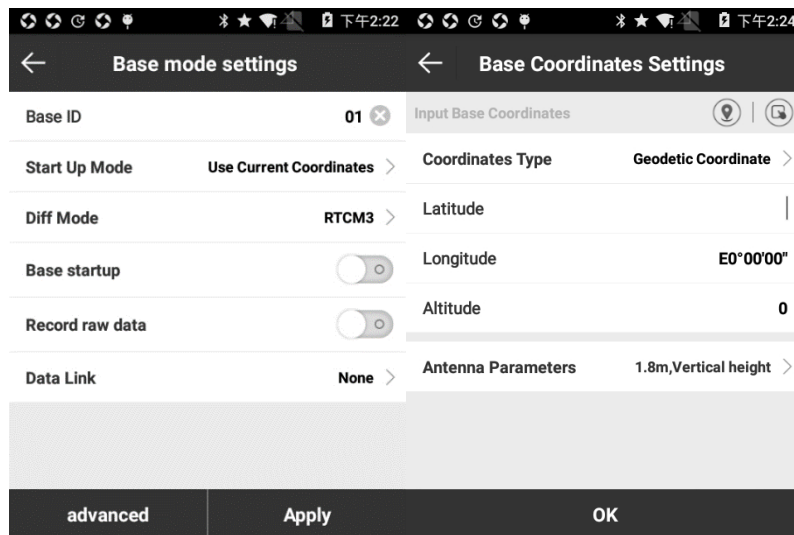 下午2:22
Base mode settings
Base ID 01
Start Up Mode Use Current Coordinates
Diff Mode RTCM3
Base startup
Record raw data
Data Link None
advanced Apply
下午2:24
Base Coordinates Settings
Input Base Coordinates
Coordinates Type Geodetic Coordinate
Latitude
Longitude E0°00'00"
Altitude 0
Antenna Parameters 1.8m,Vertical height
OK